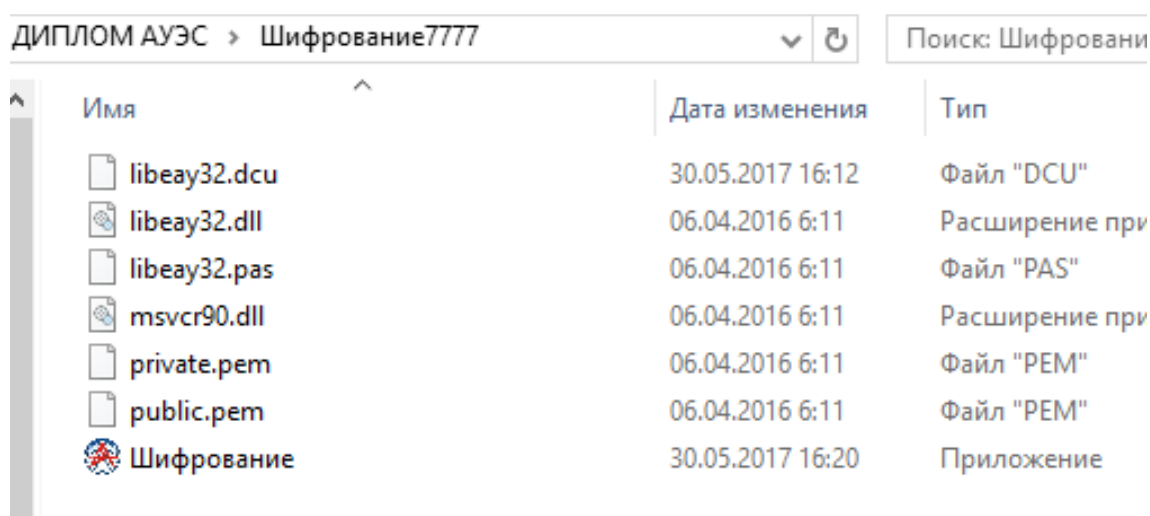 ДИПЛОМ АУЭС › Шифрование7777 Поиск: Шифровани
Имя Дата изменения Тип
libeay32.dcu 30.05.2017 16:12 Файл "DCU"
libeay32.dll 06.04.2016 6:11 Расширение при
libeay32.pas 06.04.2016 6:11 Файл "PAS"
msvcr90.dll 06.04.2016 6:11 Расширение при
private.pem 06.04.2016 6:11 Файл "PEM"
public.pem 06.04.2016 6:11 Файл "PEM"
Шифрование 30.05.2017 16:20 Приложение